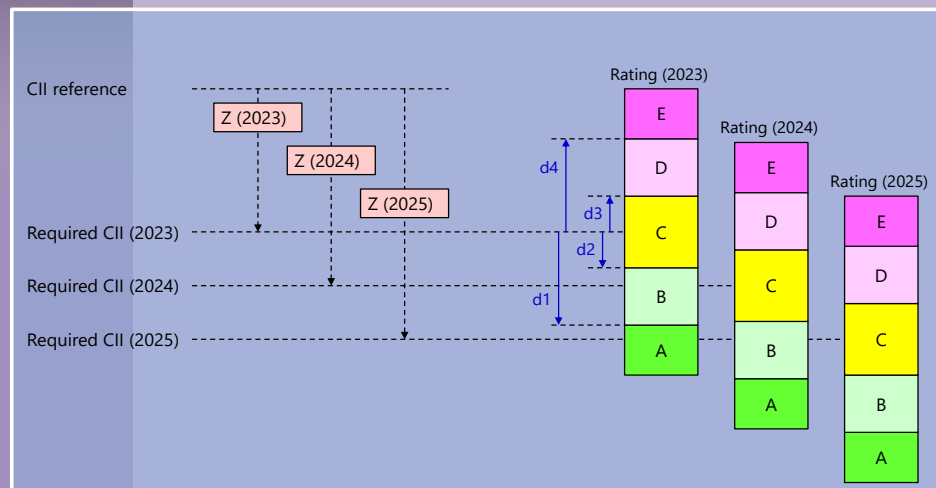 CII reference
Z (2023)
Z (2024)
Z (2025)
Required CII (2023)
Required CII (2024)
Required CII (2025)
d4
d3
d2
d1
Rating (2023)
E
D
C
B
A
Rating (2024)
E
D
C
B
A
Rating (2025)
E
D
C
B
A